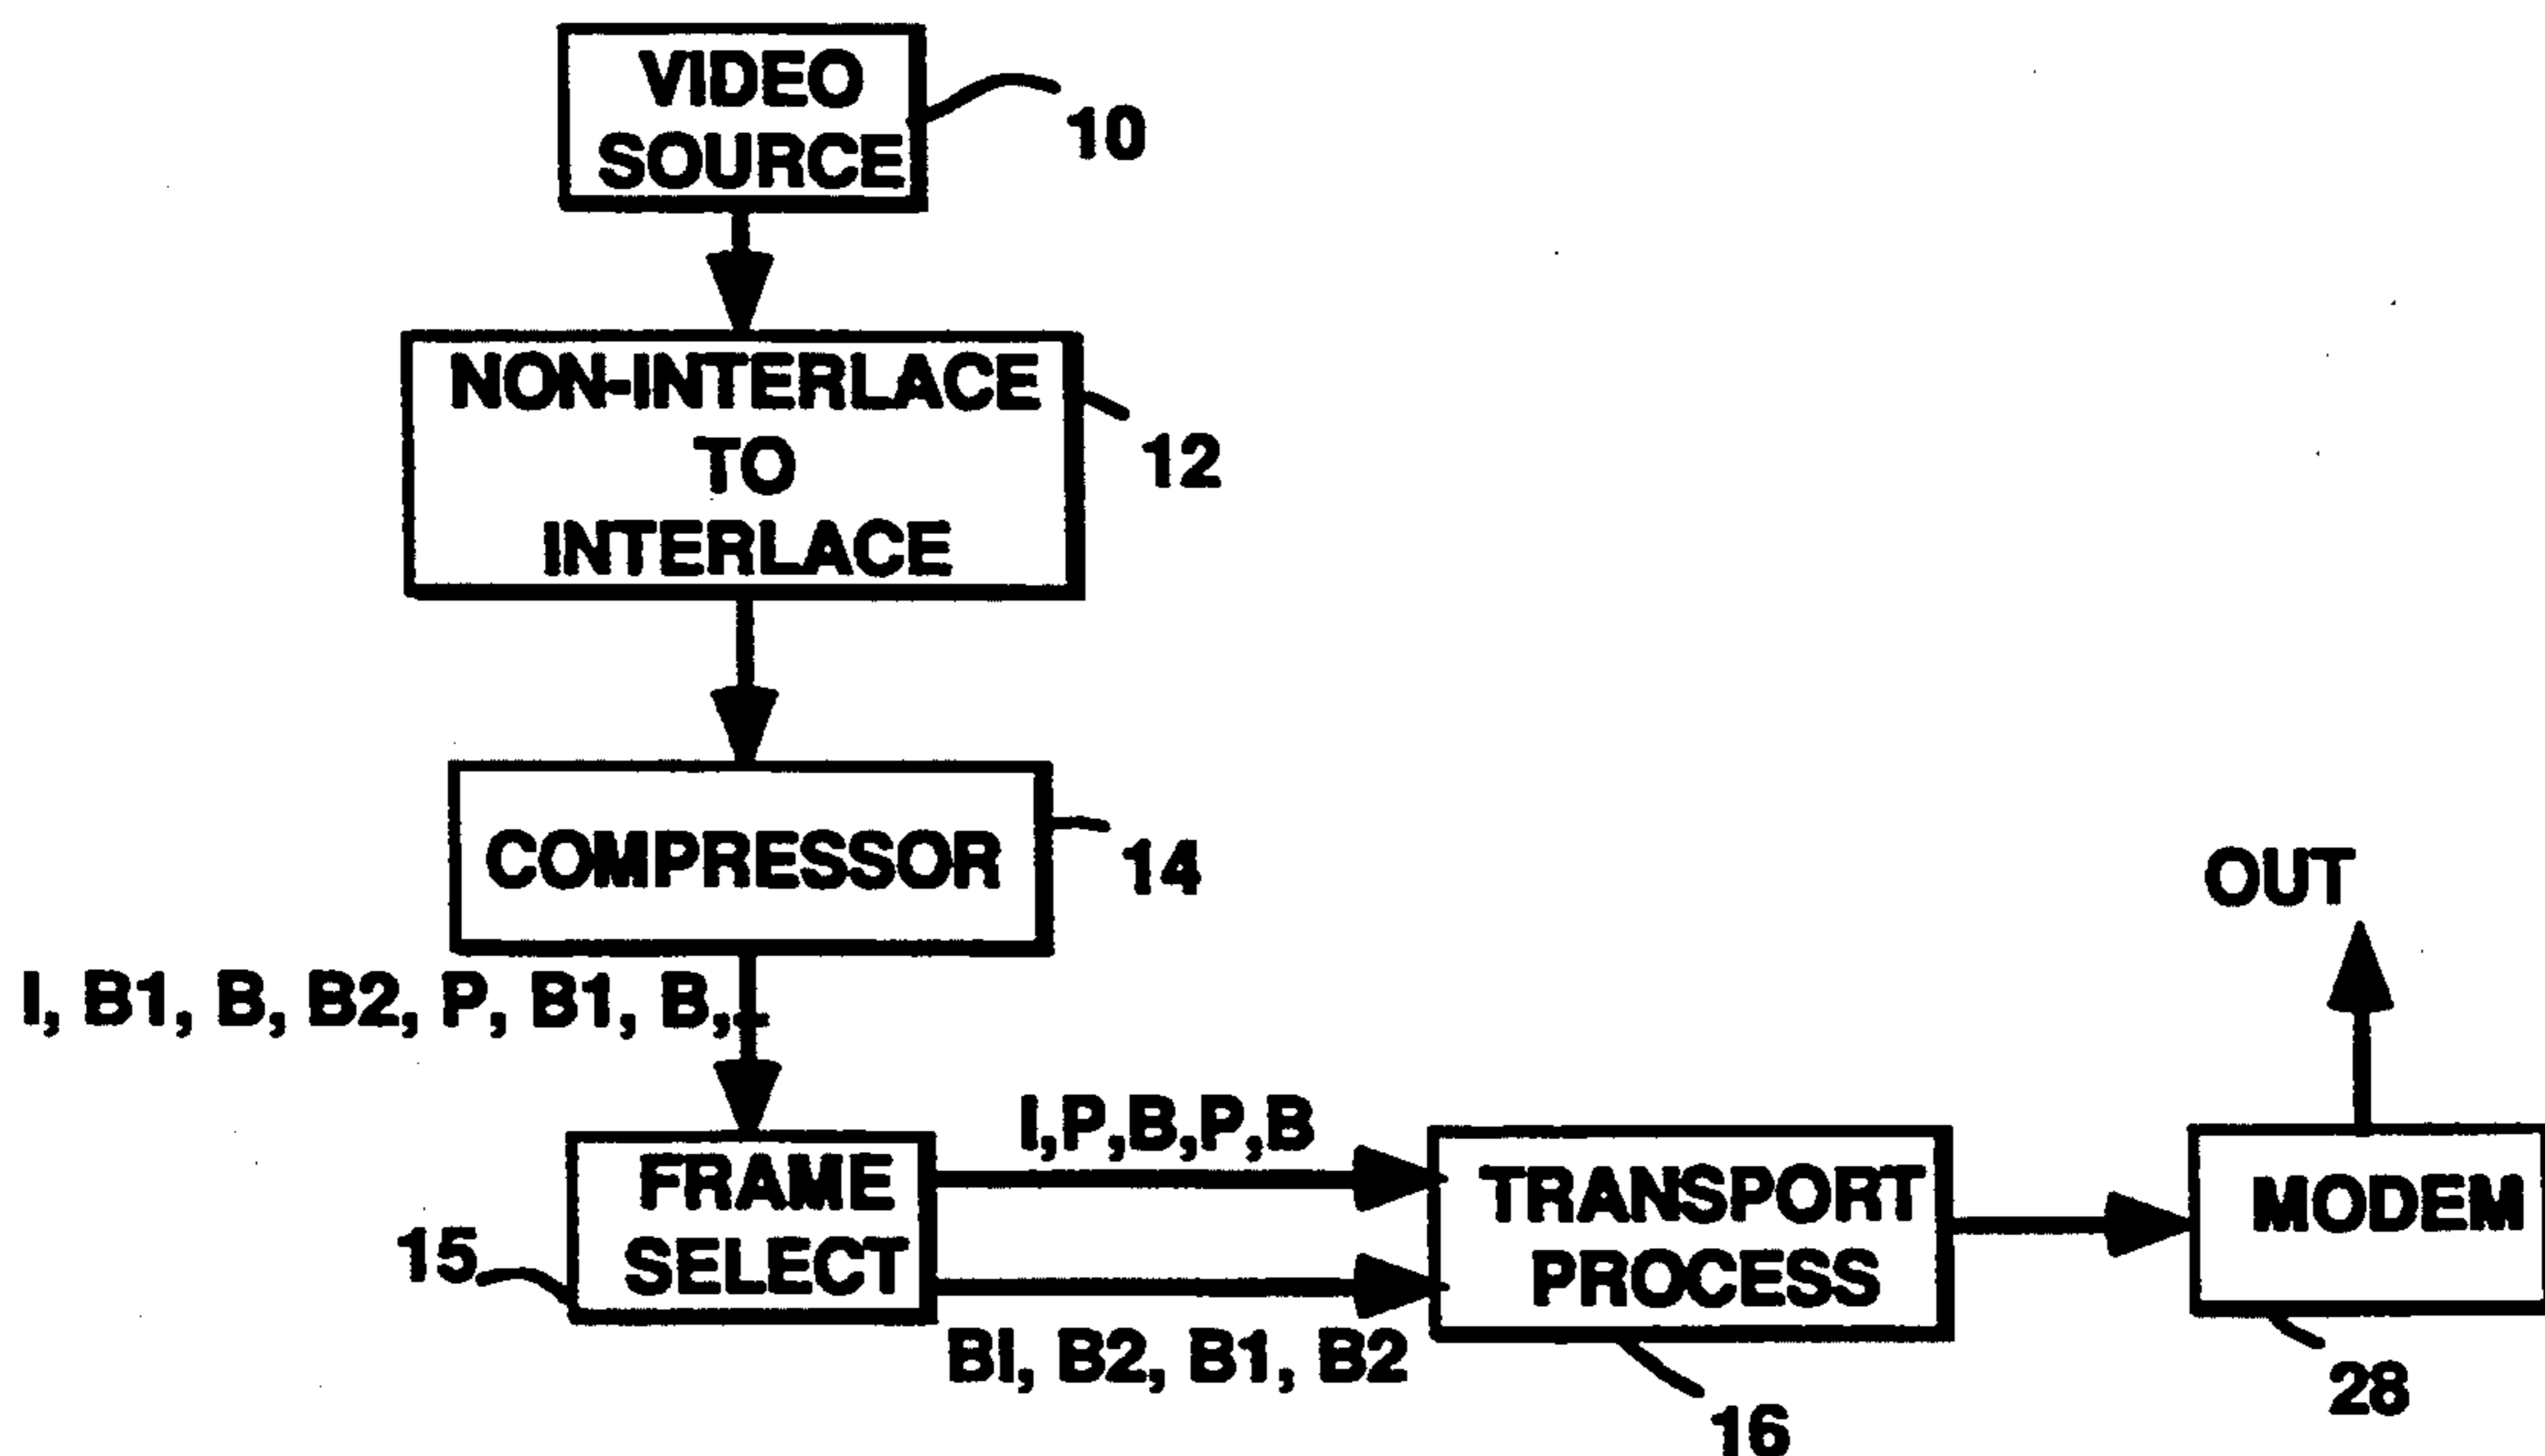 VIDEO
SOURCE
10
NON-INTERLACE
TO
INTERLACE
12
COMPRESSOR
14
OUT
I, B1, B, B2, P, B1, B,..
I,P,B,P,B
FRAME
SELECT
15
TRANSPORT
PROCESS
MODEM
BI, B2, B1, B2
16
28